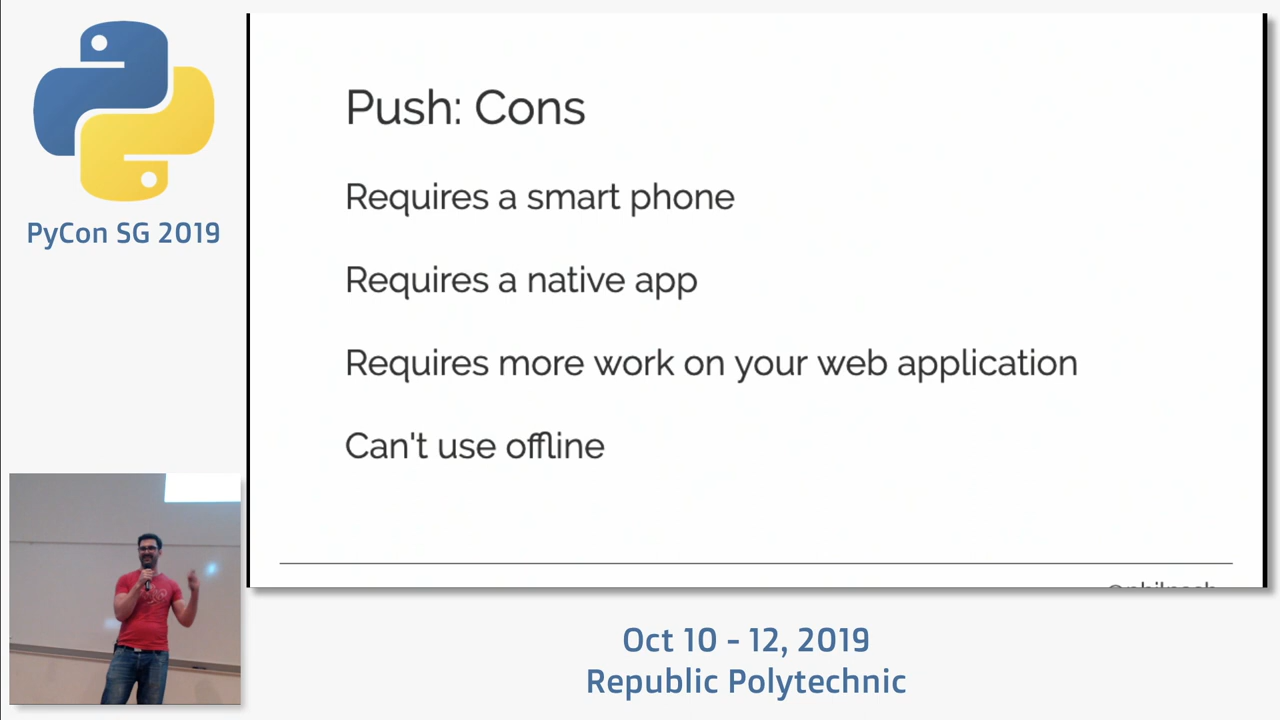 PyCon SG 2019
Push: Cons
Requires a smart phone
Requires a native app
Requires more work on your web application
Can't use offline
Oct 10 - 12, 2019
Republic Polytechnic